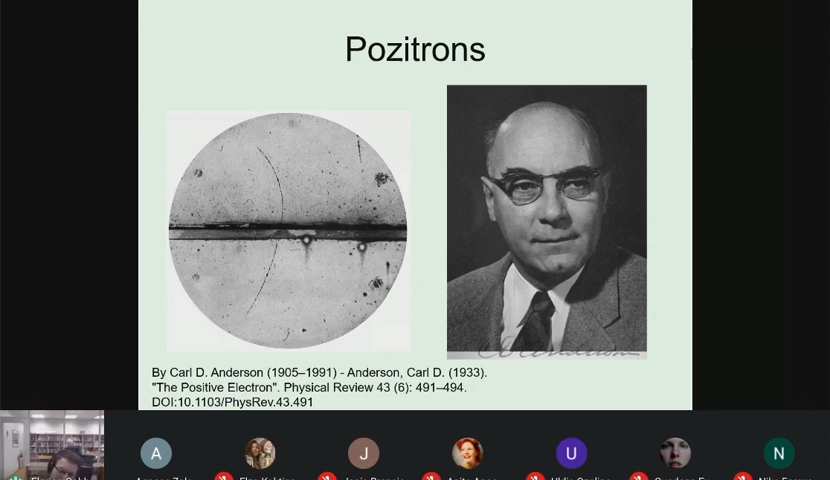 Pozitrons
By Carl D. Anderson (1905–1991) - Anderson, Carl D. (1933).
"The Positive Electron". Physical Review 43 (6): 491–494.
DOI:10.1103/PhysRev.43.491
A
J
U
N